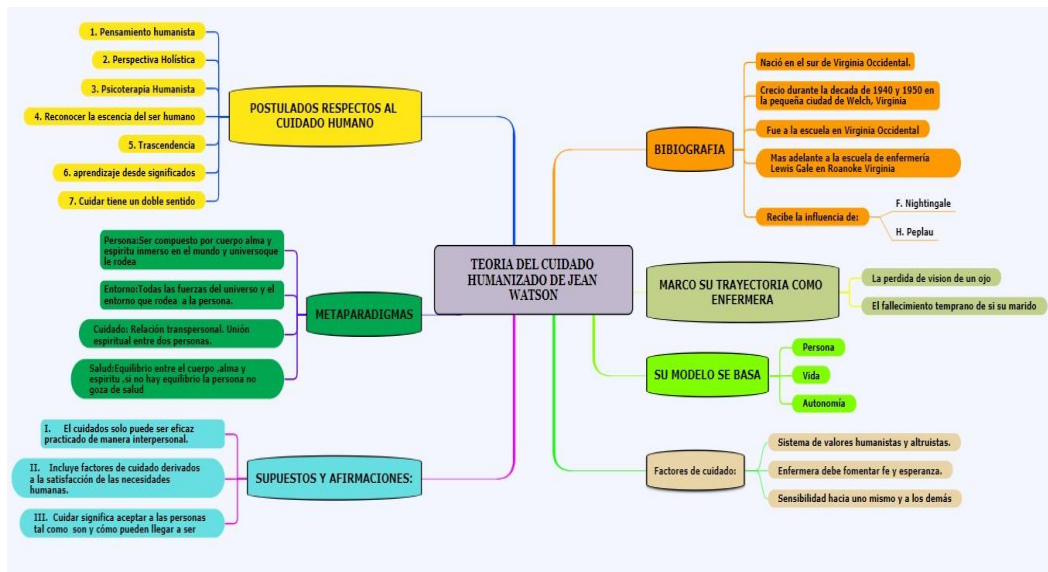 TEORIA DEL CUIDADO
HUMANIZADO DE JEAN
WATSON
POSTULADOS RESPECTOS AL
CUIDADO HUMANO
1. Pensamiento humanista
2. Perspectiva Holística
3. Psicoterapia Humanista
4. Reconocer la escencia del ser humano
5. Trascendencia
6. aprendizaje desde significados
7. Cuidar tiene un doble sentido
METAPARADIGMAS
Persona:Ser compuesto por cuerpo alma y
espiritu inmerso en el mundo y universoque
le rodea
Entorno:Todas las fuerzas del universo y el
entorno que rodea a la persona.
Cuidado: Relación transpersonal. Unión
espiritual entre dos personas.
Salud:Equilibrio entre el cuerpo ,alma y
espiritu ,si no hay equilibrio la persona no
goza de salud
SUPUESTOS Y AFIRMACIONES:
I. El cuidados solo puede ser eficaz
practicado de manera interpersonal.
II. Incluye factores de cuidado derivados
a la satisfacción de las necesidades
humanas.
III. Cuidar significa aceptar a las personas
tal como son y cómo pueden llegar a ser
BIBIOGRAFIA
Nació en el sur de Virginia Occidental.
Crecio durante la decada de 1940 y 1950 en
la pequeña ciudad de Welch, Virginia
Fue a la escuela en Virginia Occidental
Mas adelante a la escuela de enfermería
Lewis Gale en Roanoke Virginia
Recibe la influencia de:
F. Nightingale
H. Peplau
MARCO SU TRAYECTORIA COMO
ENFERMERA
La perdida de vision de un ojo
El fallecimiento temprano de si su marido
SU MODELO SE BASA
Persona
Vida
Autonomía
Factores de cuidado:
Sistema de valores humanistas y altruistas.
Enfermera debe fomentar fe y esperanza.
Sensibilidad hacia uno mismo y a los demás